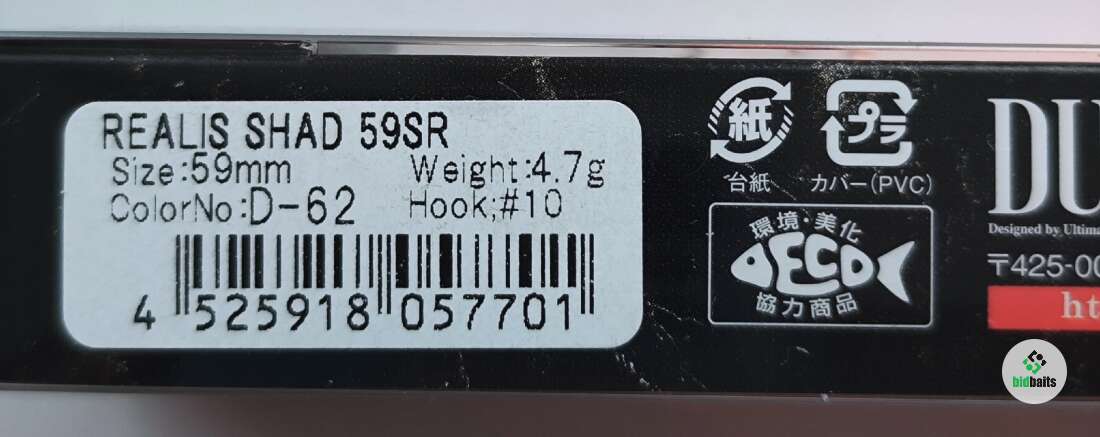 REALIS SHAD 59SR
Size:59mm Weight:4.7g
ColorNo:D-62 Hook;#10
4 525918 057701
紙 プラ
台紙 カバー(PVC)
環境・美化
ECO
協力商品
DU
Designed by Ultima
〒425-00
ht
bidbaits